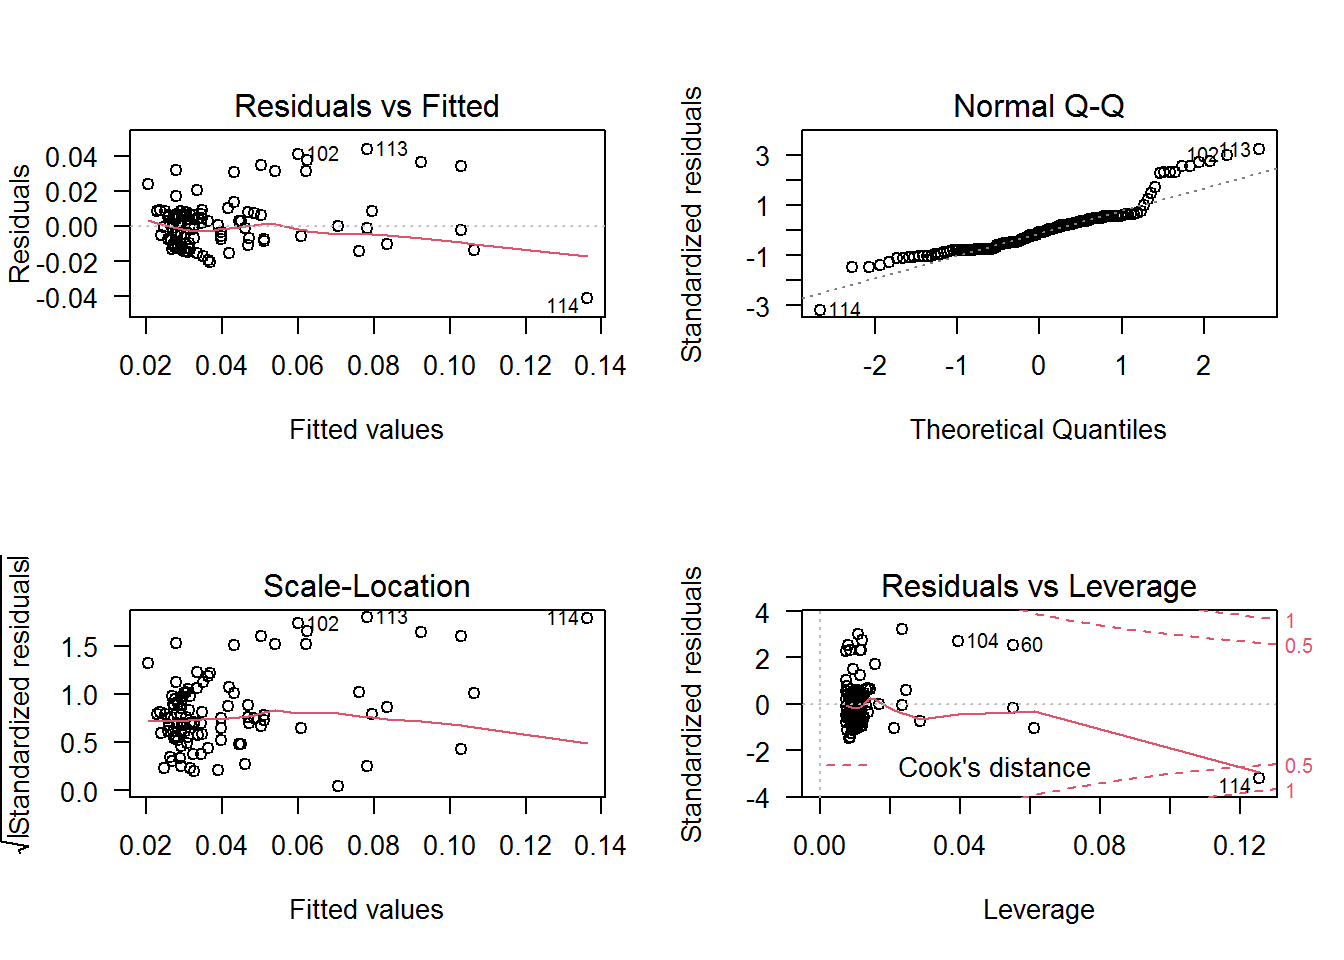 Residuals vs Fitted
Residuals
0.04
0.02
0.00
-0.02
-0.04
102
113
114
0.02 0.04 0.06 0.08 0.10 0.12 0.14
Fitted values
Normal Q-Q
Standardized residuals
3
1
-1
-3
102
113
114
-2 -1 0 1 2
Theoretical Quantiles
Scale-Location
√|Standardized residuals|
1.5
1.0
0.5
0.0
102
113
114
0.02 0.04 0.06 0.08 0.10 0.12 0.14
Fitted values
Residuals vs Leverage
Standardized residuals
4
2
0
-2
-4
104
60
114
1
0.5
0.5
1
Cook's distance
0.00 0.04 0.08 0.12
Leverage